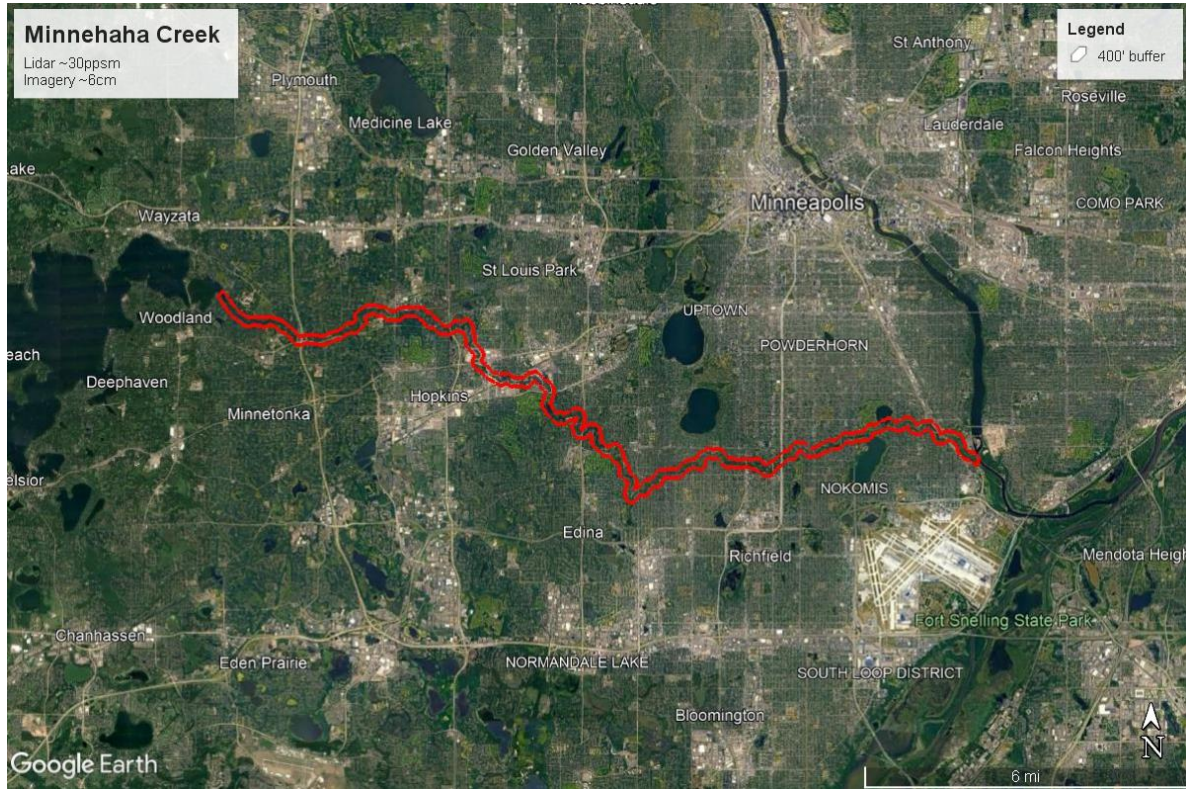 Minnehaha Creek
Lidar ~30ppsm
Imagery ~6cm
Legend
400' buffer
St Anthony
Plymouth
Roseville
Medicine Lake
Lauderdale
Golden Valley
Falcon Heights
Wayzata
Minneapolis
COMO PARK
St Louis Park
Woodland
UPTOWN
POWDERHORN
Deephaven
Hopkins
Minnetonka
NOKOMIS
Edina
Richfield
Fort Snelling State Park
Chanhassen
Eden Prairie
NORMANDALE LAKE
SOUTH LOOP DISTRICT
Bloomington
N
Google Earth
6 mi